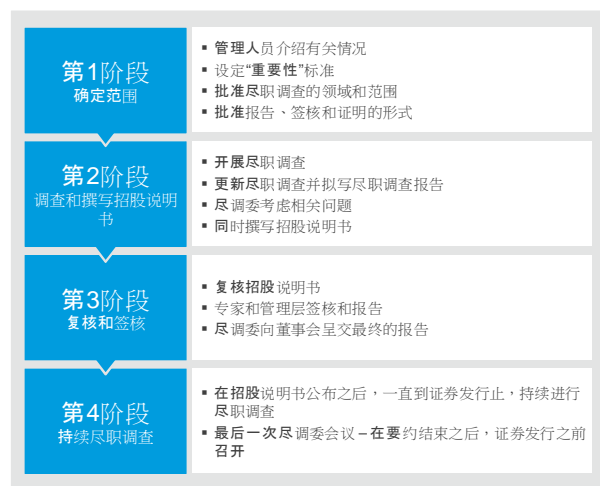 第1阶段
确定范围
▪ 管理人员介绍有关情况
▪ 设定“重要性”标准
▪ 批准尽职调查的领域和范围
▪ 批准报告、签核和证明的形式
第2阶段
调查和撰写招股说明
书
▪ 开展尽职调查
▪ 更新尽职调查并拟写尽职调查报告
▪ 尽调委考虑相关问题
▪ 同时撰写招股说明书
第3阶段
复核和签核
▪ 复核招股说明书
▪ 专家和管理层签核和报告
▪ 尽调委向董事会呈交最终的报告
第4阶段
持续尽职调查
▪ 在招股说明书公布之后，一直到证券发行止，持续进行
尽职调查
▪ 最后一次尽调委会议 – 在要约结束之后，证券发行之前
召开